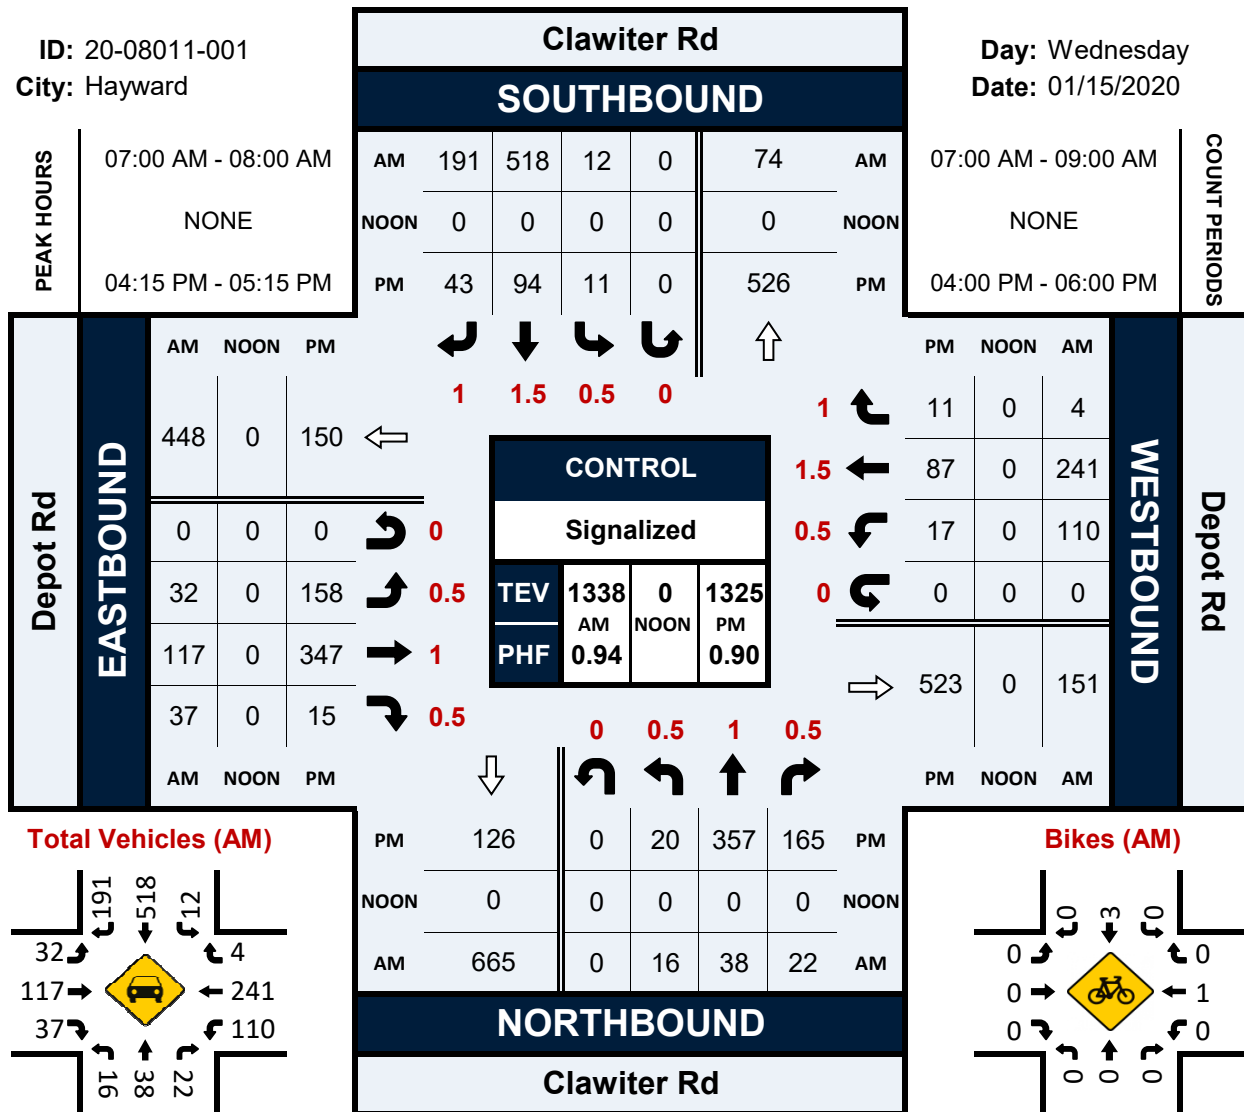 Clawiter Rd
ID: 20-08011-001
City: Hayward
Day: Wednesday
Date: 01/15/2020
SOUTHBOUND
PEAK HOURS
07:00 AM - 08:00 AM
NONE
04:15 PM - 05:15 PM
AM 191 518 12 0 74 AM
NOON 0 0 0 0 0 NOON
PM 43 94 11 0 526 PM
07:00 AM - 09:00 AM
NONE
04:00 PM - 06:00 PM
COUNT PERIODS
1 1.5 0.5 0
Depot Rd
EASTBOUND
AM NOON PM
448 0 150
0 0 0 0
32 0 158 0.5
117 0 347 1
37 0 15 0.5
AM NOON PM
CONTROL
Signalized
TEV 1338 0 1325
AM NOON PM
PHF 0.94 0.90
PM NOON AM
1 11 0 4
1.5 87 0 241
0.5 17 0 110
0 0 0 0
523 0 151
PM NOON AM
WESTBOUND
Depot Rd
0 0.5 1 0.5
PM 126 0 20 357 165 PM
NOON 0 0 0 0 0 NOON
AM 665 0 16 38 22 AM
NORTHBOUND
Clawiter Rd
Total Vehicles (AM)
191 518 12
32 4
117 241
37 110
16 38 22
Bikes (AM)
0 3 0
0 0
0 1
0 0
0 0 0